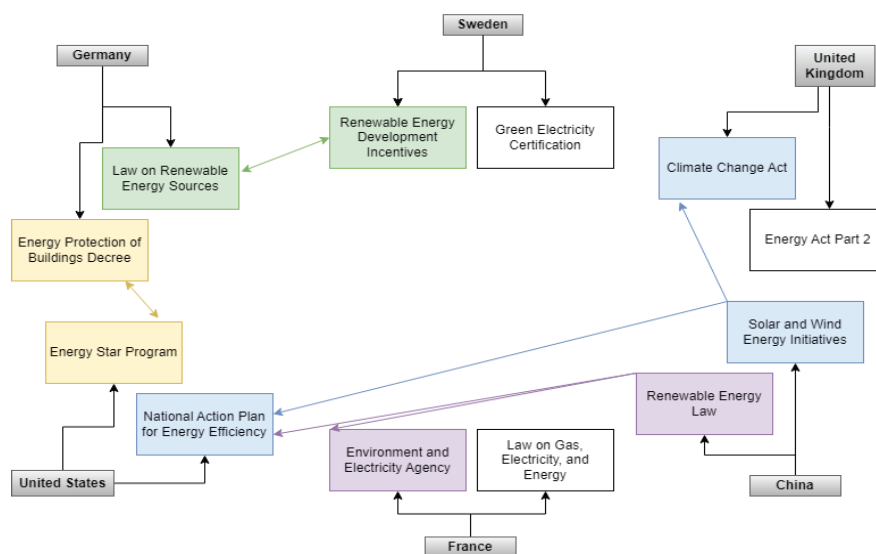 Sweden
Germany
United
Kingdom
Renewable Energy
Development
Incentives
Green Electricity
Certification
Law on Renewable
Energy Sources
Climate Change Act
Energy Protection of
Buildings Decree
Energy Act Part 2
Solar and Wind
Energy Initiatives
Energy Star Program
Renewable Energy
Law
National Action Plan
for Energy Efficiency
Environment and
Electricity Agency
Law on Gas,
Electricity, and
Energy
United States
China
France